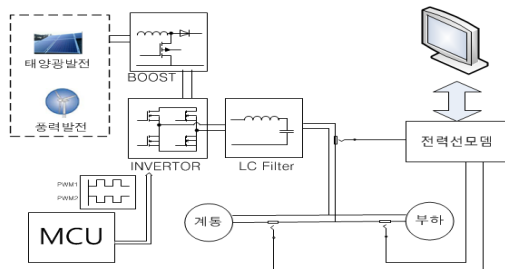 태양광발전
BOOST
풍력발전
INVERTOR
LC Filter
전력선모뎀
PWM1
PWM2
MCU
계통
부하